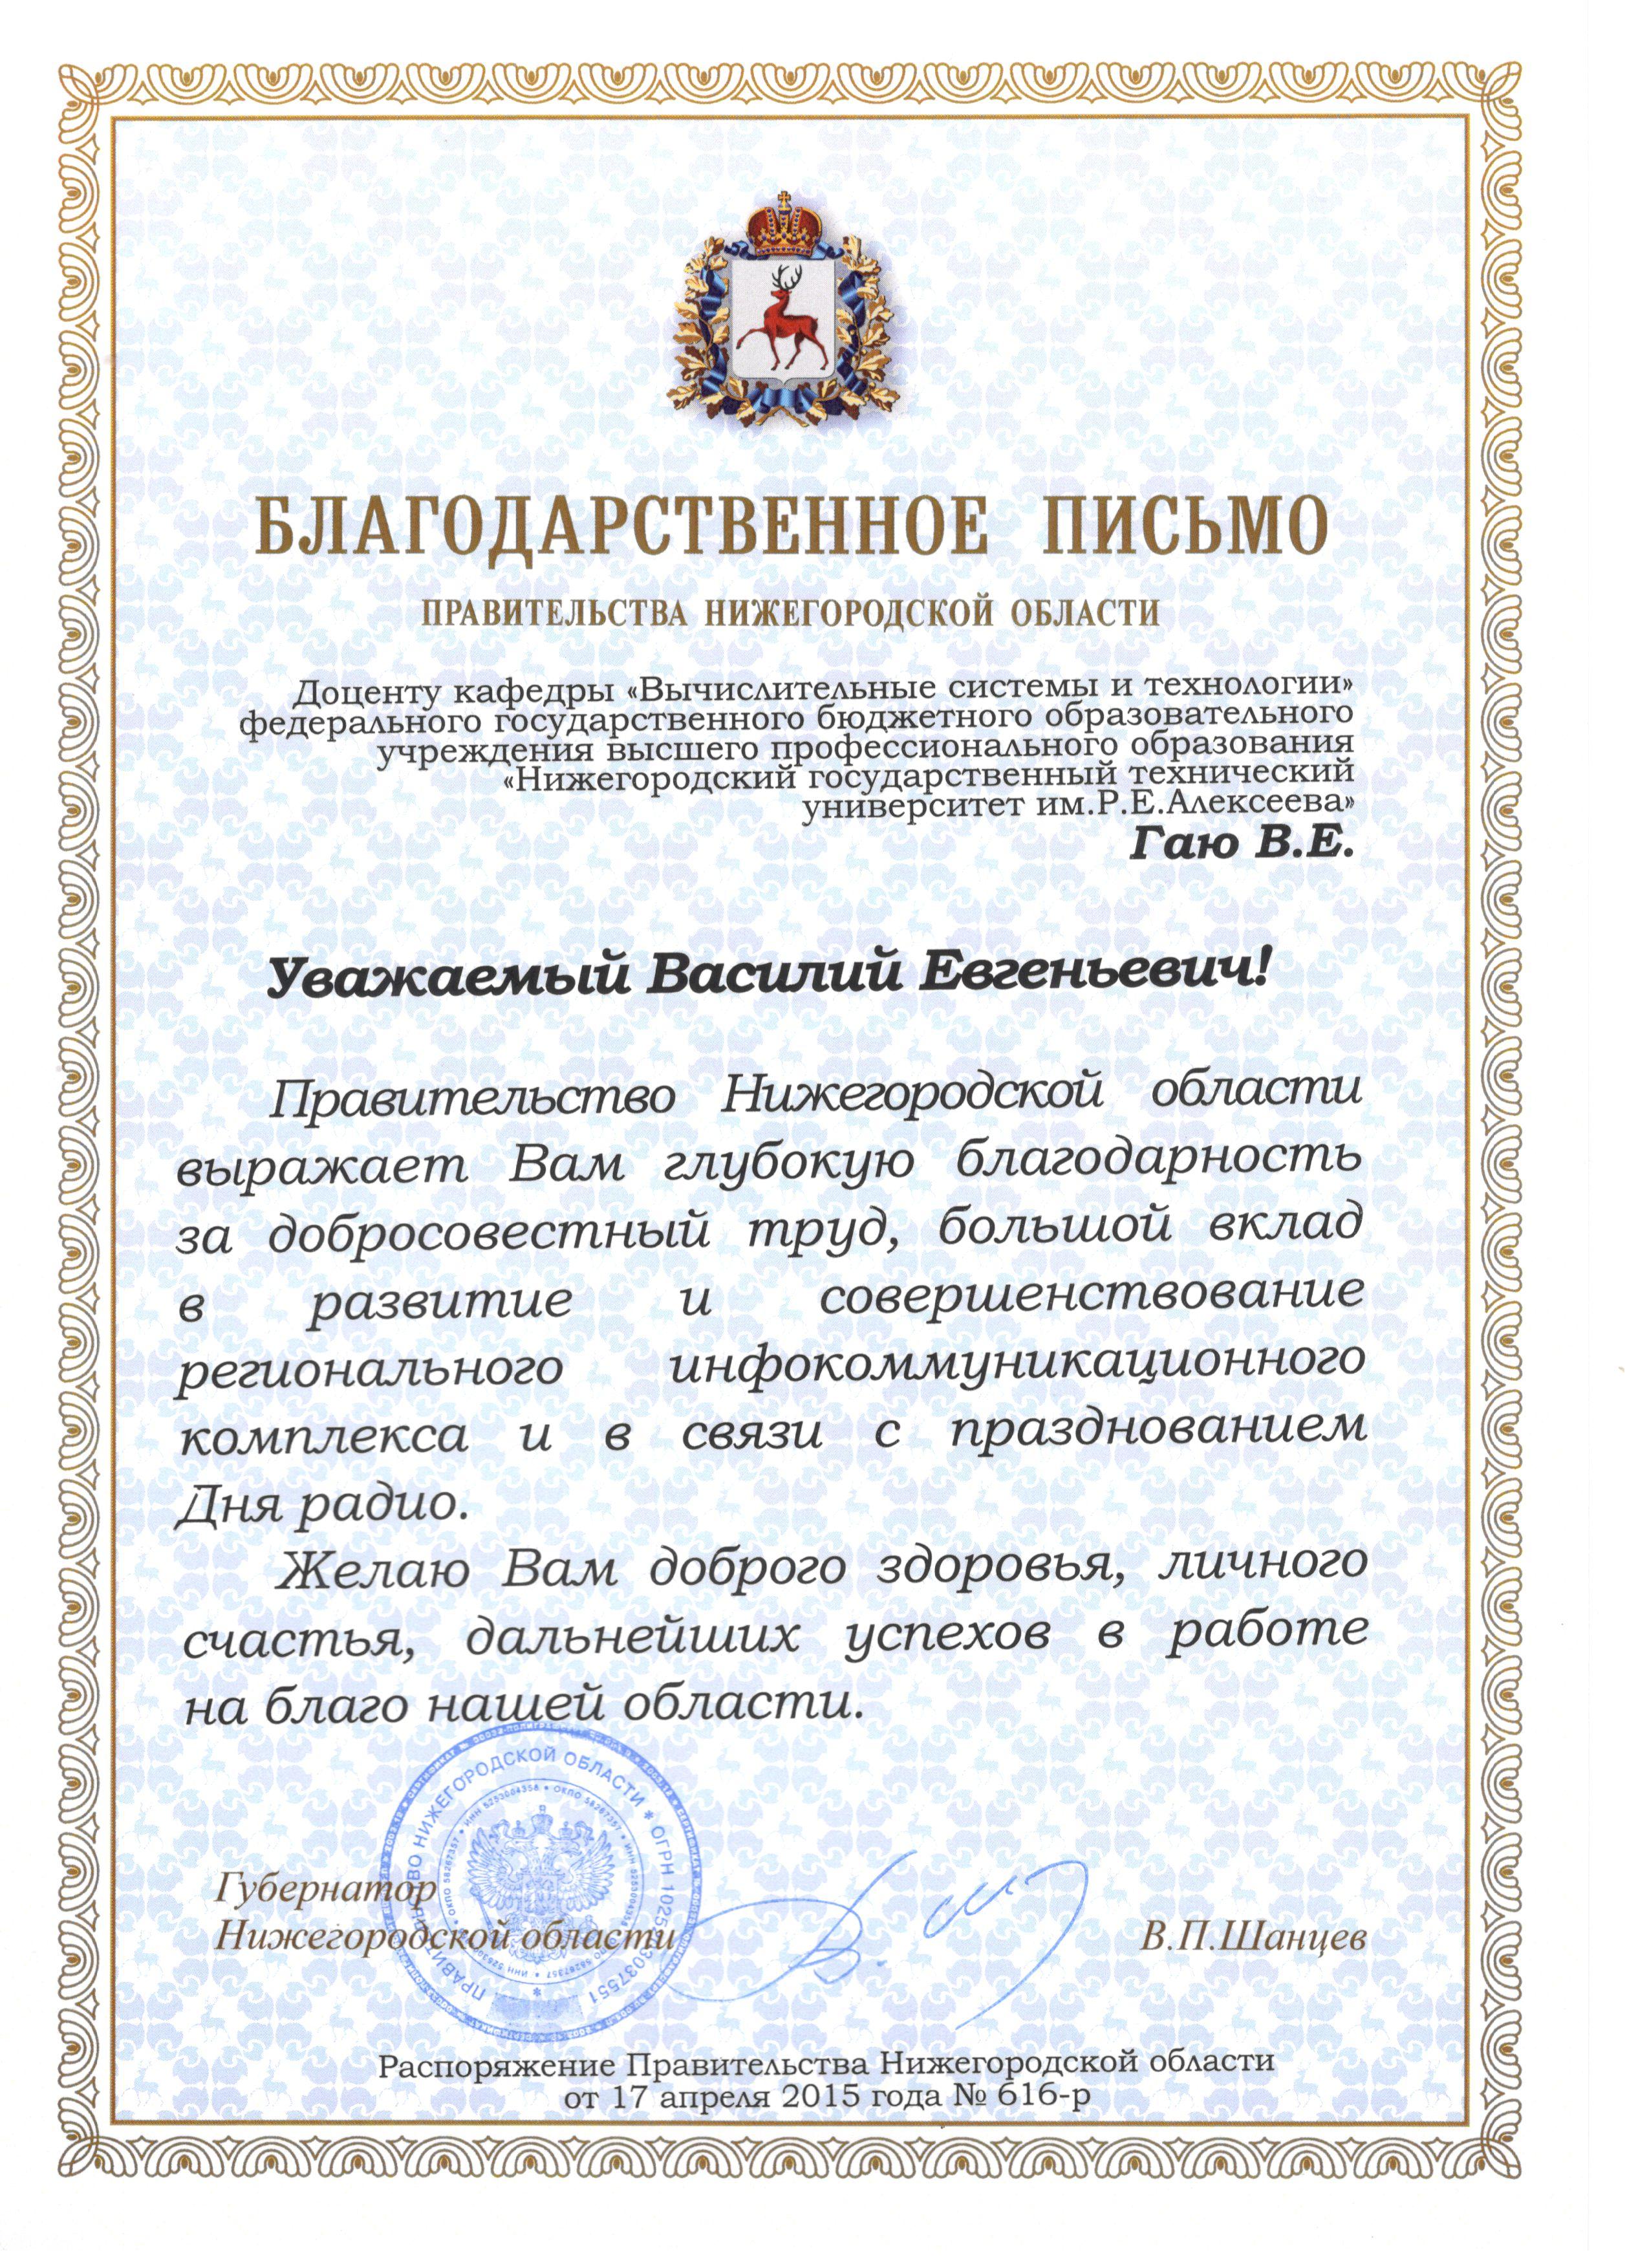 БЛАГОДАРСТВЕННОЕ ПИСЬМО
ПРАВИТЕЛЬСТВА НИЖЕГОРОДСКОЙ ОБЛАСТИ
Доценту кафедры «Вычислительные системы и технологии»
федерального государственного бюджетного образовательного
учреждения высшего профессионального образования
«Нижегородский государственный технический
университет им.Р.Е.Алексеева»
Гаю В.Е.
Уважаемый Василий Евгеньевич!
Правительство Нижегородской области
выражает Вам глубокую благодарность
за добросовестный труд, большой вклад
в развитие и совершенствование
регионального инфокоммуникационного
комплекса и в связи с празднованием
Дня радио.
Желаю Вам доброго здоровья, личного
счастья, дальнейших успехов в работе
на благо нашей области.
ПРАВИТЕЛЬСТВО НИЖЕГОРОДСКОЙ ОБЛАСТИ * ОГРН
ИНН 5253004358 * ОКПО 58267357
Губернатор
Нижегородской области
В.П.Шанцев
Распоряжение Правительства Нижегородской области
от 17 апреля 2015 года № 616-р